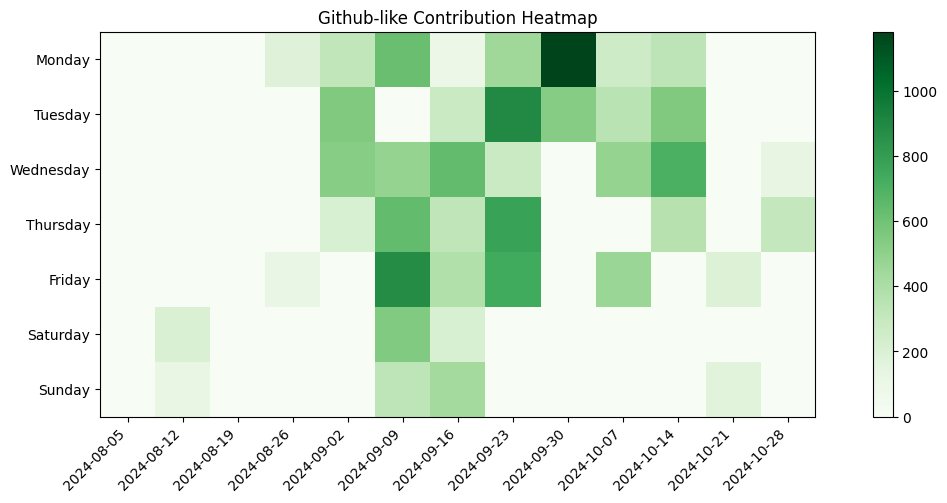 Github-like Contribution Heatmap
Monday
Tuesday
Wednesday
Thursday
Friday
Saturday
Sunday
2024-08-05
2024-08-12
2024-08-19
2024-08-26
2024-09-02
2024-09-09
2024-09-16
2024-09-23
2024-09-30
2024-10-07
2024-10-14
2024-10-21
2024-10-28
1000
800
600
400
200
0